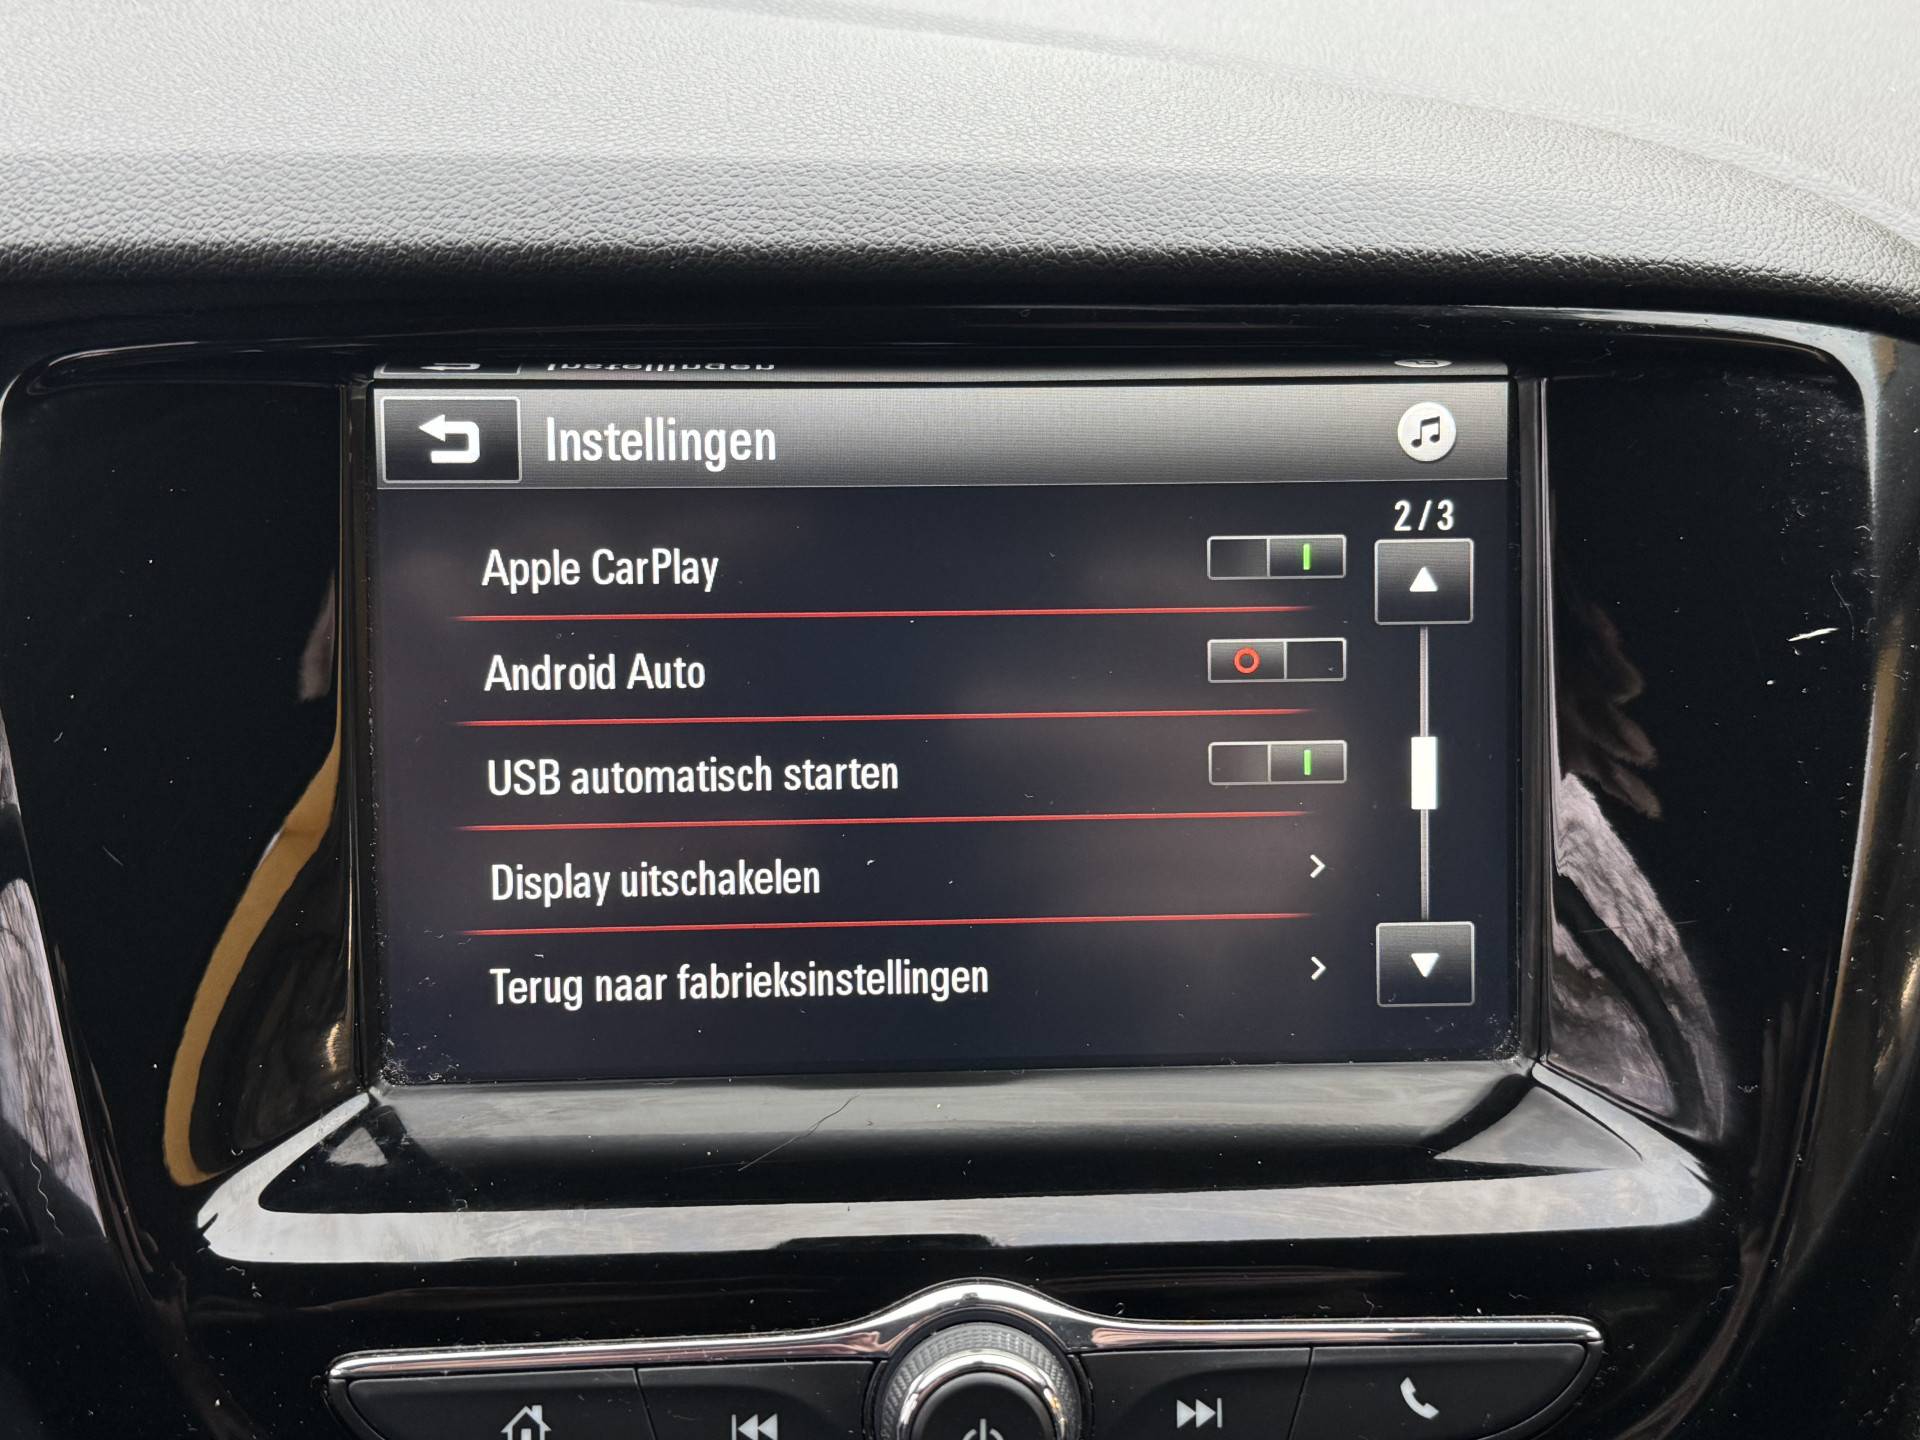 Instellingen
2/3
Apple CarPlay
Android Auto
USB automatisch starten
Display uitschakelen
Terug naar fabrieksinstellingen